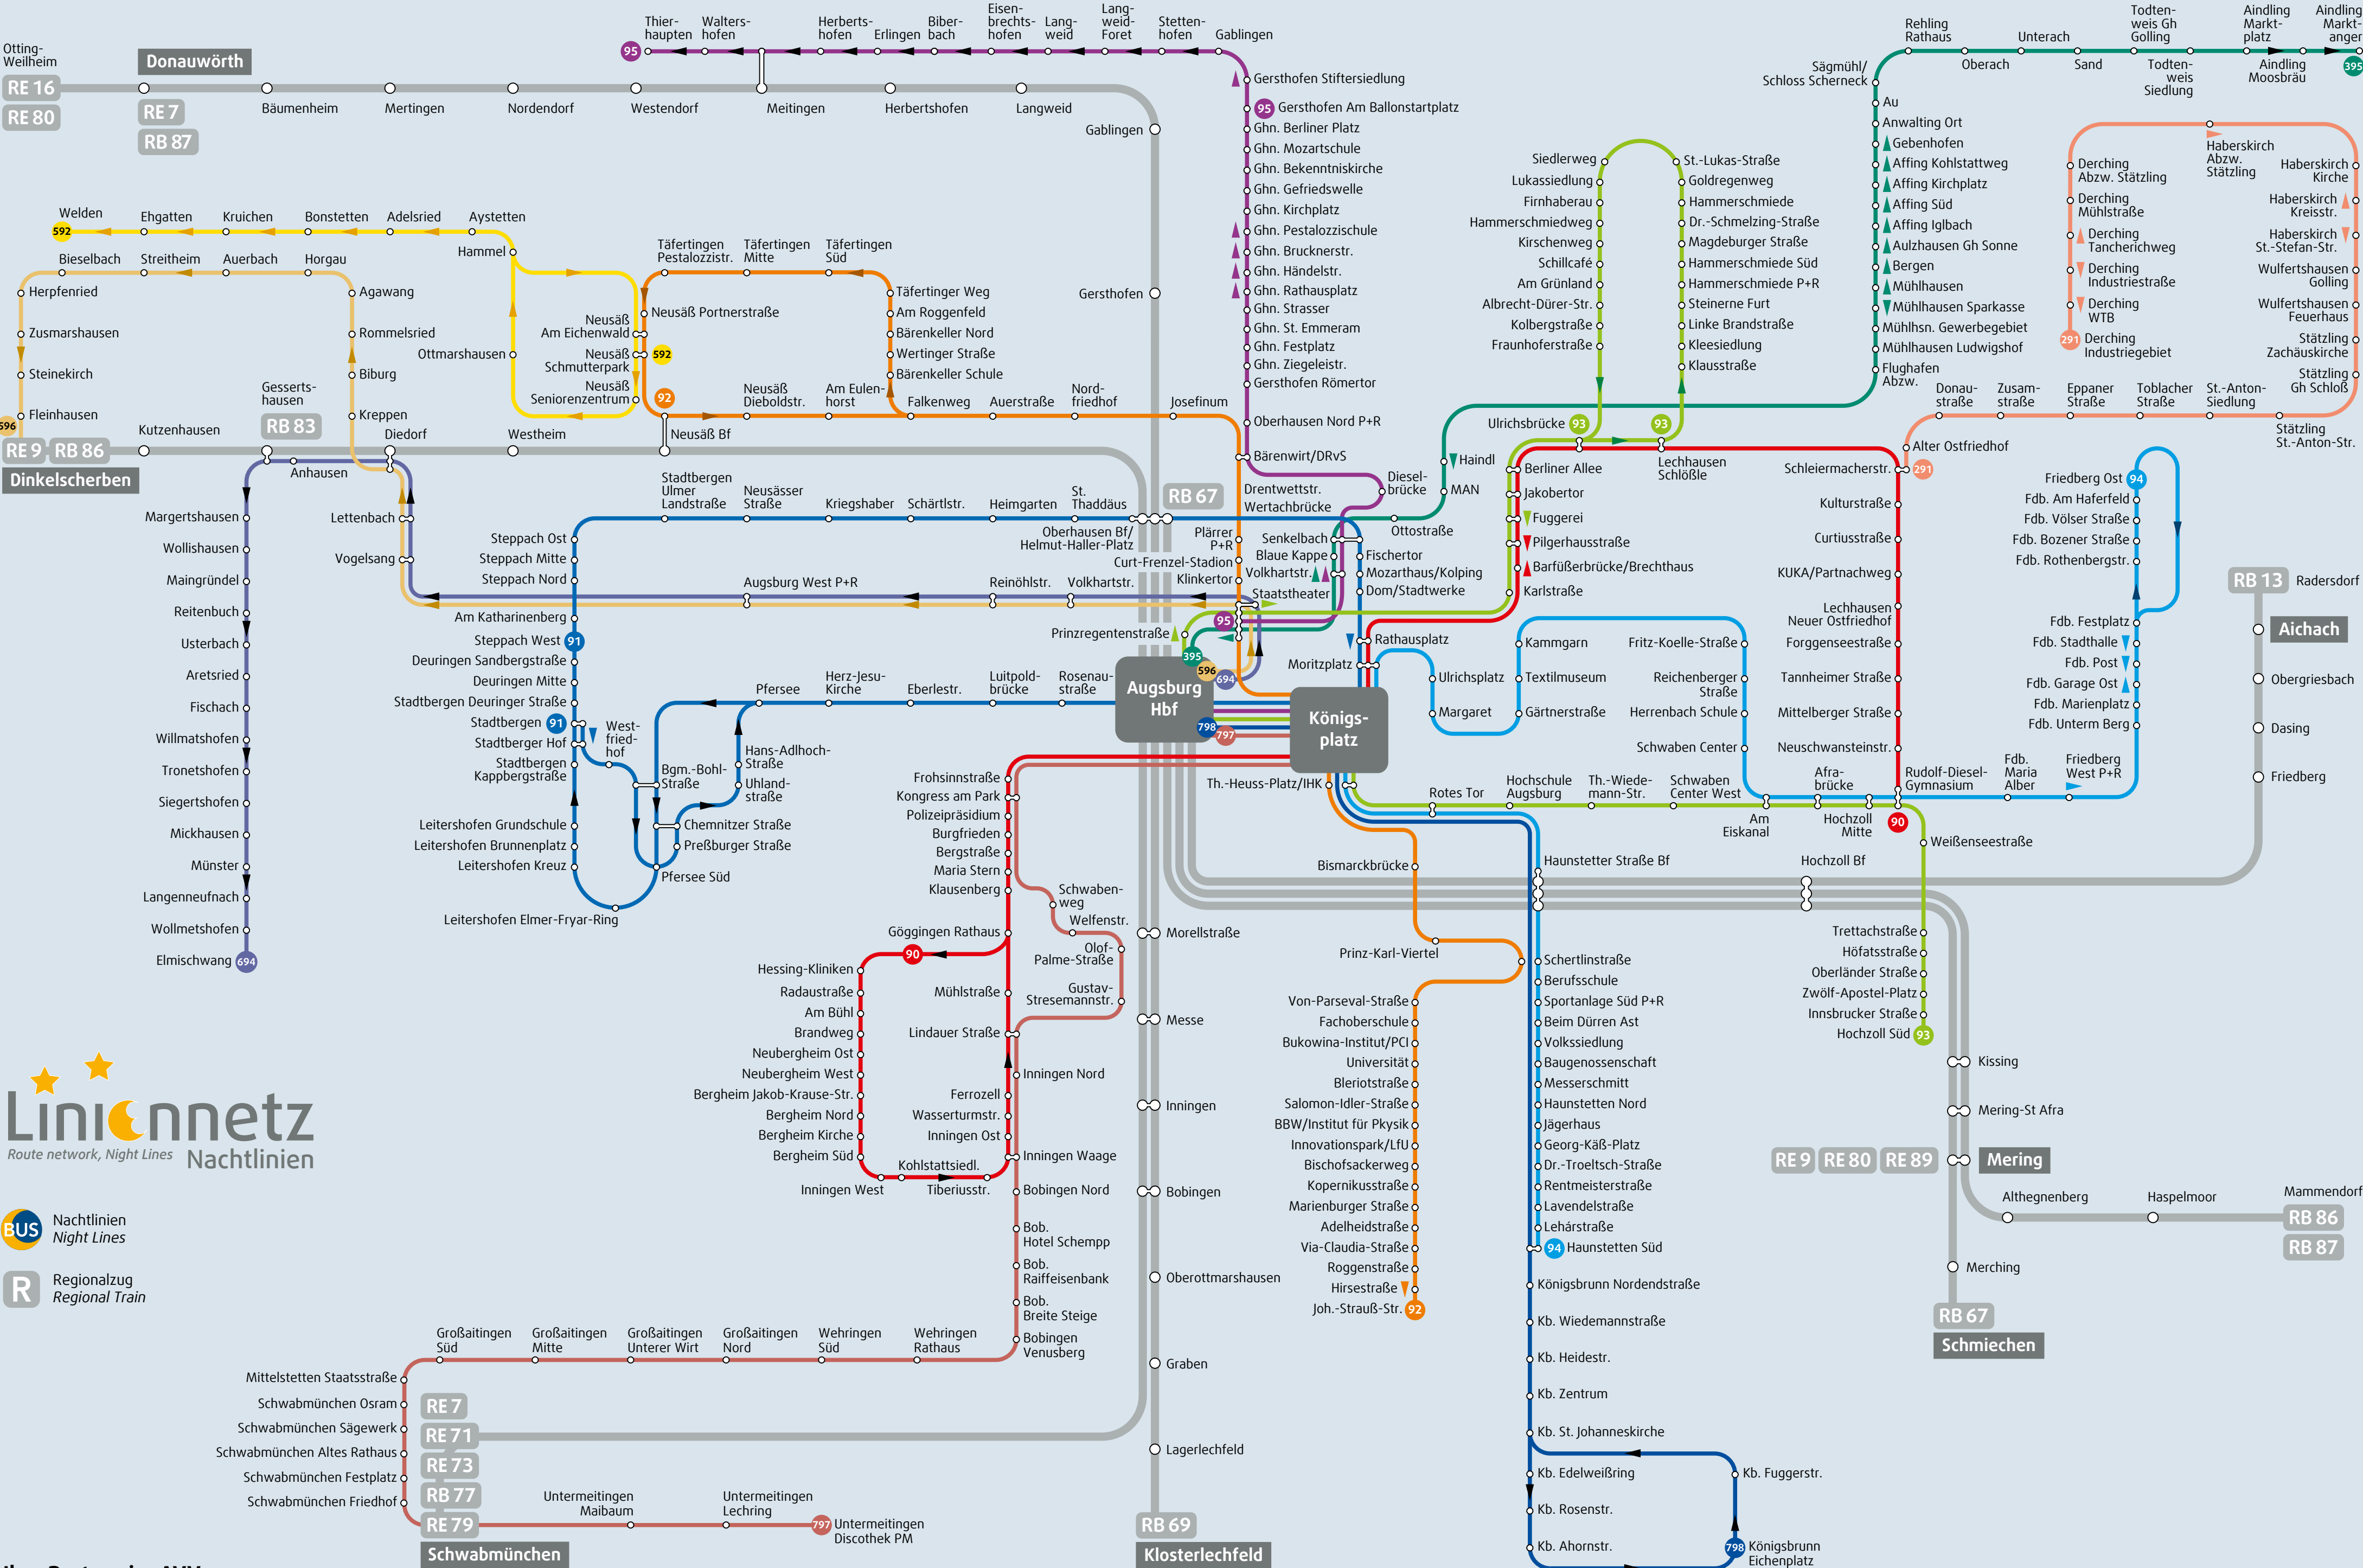 Otting-
Weilheim
RE 16
RE 80
Donauwörth
RE 7
RB 87
Bäumenheim
Mertingen
Nordendorf
Westendorf
Meitingen
Herbertshofen
Langweid
Gablingen
Gersthofen
95
Thier-
haupten
Walters-
hofen
Herberts-
hofen
Erlingen
Biber-
bach
Eisen-
brechts-
hofen
Lang-
weid
Lang-
weid-
Foret
Stetten-
hofen
Gablingen
Gersthofen Stiftersiedlung
95
Gersthofen Am Ballonstartplatz
Ghn. Berliner Platz
Ghn. Mozartschule
Ghn. Bekenntniskirche
Ghn. Gefriedswelle
Ghn. Kirchplatz
Ghn. Pestalozzischule
Ghn. Brucknerstr.
Ghn. Händelstr.
Ghn. Rathausplatz
Ghn. Strasser
Ghn. St. Emmeram
Ghn. Festplatz
Ghn. Ziegeleistr.
Gersthofen Römertor
Oberhausen Nord P+R
Bärenwirt/DRvS
Drentwettstr.
Wertachbrücke
Diesel-
brücke
Welden
592
Ehgatten
Kruichen
Bonstetten
Adelsried
Aystetten
Hammel
Ottmarshausen
Neusäß
Am Eichenwald
Neusäß
Schmutterpark
592
Neusäß
Seniorenzentrum
Bieselbach
Streitheim
Auerbach
Horgau
Herpfenried
Zusmarshausen
Steinekirch
Fleinhausen
596
Agawang
Rommelsried
Biburg
Kreppen
RE 9
RB 86
Dinkelscherben
Kutzenhausen
Gesserts-
hausen
RB 83
Diedorf
Westheim
Neusäß Bf
Täfertingen
Pestalozzistr.
Täfertingen
Mitte
Täfertingen
Süd
Neusäß Portnerstraße
Täfertinger Weg
Am Roggenfeld
Bärenkeller Nord
Wertinger Straße
Bärenkeller Schule
92
Neusäß
Dieboldstr.
Am Eulen-
horst
Falkenweg
Auerstraße
Nord-
friedhof
Josefinum
Anhausen
Margertshausen
Wollishausen
Maingründel
Reitenbuch
Usterbach
Aretsried
Fischach
Willmatshofen
Tronetshofen
Siegertshofen
Mickhausen
Münster
Langenneufnach
Wollmetshofen
Elmischwang
694
Lettenbach
Vogelsang
Augsburg West P+R
Reinöhlstr.
Volkhartstr.
Stadtbergen
Ulmer
Landstraße
Neusässer
Straße
Kriegshaber
Schärtlstr.
Heimgarten
St.
Thaddäus
RB 67
Oberhausen Bf/
Helmut-Haller-Platz
Plärrer
P+R
Curt-Frenzel-Stadion
Klinkertor
Staatstheater
Senkelbach
Blaue Kappe
Volkhartstr.
Ottostraße
Fischertor
Mozarthaus/Kolping
Dom/Stadtwerke
Rathausplatz
Moritzplatz
Prinzregentenstraße
95
395
596
694
798
797
Augsburg
Hbf
Königs-
platz
Steppach Ost
Steppach Mitte
Steppach Nord
Am Katharinenberg
Steppach West
91
Deuringen Sandbergstraße
Deuringen Mitte
Stadtbergen Deuringer Straße
Stadtbergen
91
Stadtberger Hof
Stadtbergen
Kappbergstraße
Leitershofen Grundschule
Leitershofen Brunnenplatz
Leitershofen Kreuz
Leitershofen Elmer-Fryar-Ring
West-
fried-
hof
Bgm.-Bohl-
Straße
Chemnitzer Straße
Preßburger Straße
Pfersee Süd
Hans-Adlhoch-
Straße
Uhland-
straße
Pfersee
Herz-Jesu-
Kirche
Eberlestr.
Luitpold-
brücke
Rosenau-
straße
Siedlerweg
Lukassiedlung
Firnhaberau
Hammerschmiedweg
Kirschenweg
Schillcafé
Am Grünland
Albrecht-Dürer-Str.
Kolbergstraße
Fraunhoferstraße
St.-Lukas-Straße
Goldregenweg
Hammerschmiede
Dr.-Schmelzing-Straße
Magdeburger Straße
Hammerschmiede Süd
Hammerschmiede P+R
Steinerne Furt
Linke Brandstraße
Kleesiedlung
Klausstraße
Ulrichsbrücke
93
93
Lechhausen
Schlößle
Berliner Allee
Jakobertor
Fuggerei
Pilgerhausstraße
Barfüßerbrücke/Brechthaus
Karlstraße
Haindl
MAN
Sägmühl/
Schloss Scherneck
Au
Anwalting Ort
Gebenhofen
Affing Kohlstattweg
Affing Kirchplatz
Affing Süd
Affing Iglbach
Aulzhausen Gh Sonne
Bergen
Mühlhausen
Mühlhausen Sparkasse
Mühlhsn. Gewerbegebiet
Mühlhausen Ludwigshof
Flughafen
Abzw.
Rehling
Rathaus
Oberach
Unterach
Sand
Todten-
weis Gh
Golling
Todten-
weis
Siedlung
Aindling
Markt-
platz
Aindling
Moosbräu
Aindling
Markt-
anger
395
Derching
Abzw. Stätzling
Derching
Mühlstraße
Derching
Tancherichweg
Derching
Industriestraße
Derching
WTB
291
Derching
Industriegebiet
Haberskirch
Abzw.
Stätzling
Haberskirch
Kirche
Haberskirch
Kreisstr.
Haberskirch
St.-Stefan-Str.
Wulfertshausen
Golling
Wulfertshausen
Feuerhaus
Stätzling
Zachäuskirche
Stätzling
Gh Schloß
Stätzling
St.-Anton-Str.
St.-Anton-
Siedlung
Toblacher
Straße
Eppaner
Straße
Zusam-
straße
Donau-
straße
Alter Ostfriedhof
291
Schleiermacherstr.
Kulturstraße
Curtiusstraße
KUKA/Partnachweg
Lechhausen
Neuer Ostfriedhof
Forggenseestraße
Tannheimer Straße
Mittelberger Straße
Neuschwansteinstr.
Rudolf-Diesel-
Gymnasium
90
Friedberg Ost
94
Fdb. Am Haferfeld
Fdb. Völser Straße
Fdb. Bozener Straße
Fdb. Rothenbergstr.
Fdb. Festplatz
Fdb. Stadthalle
Fdb. Post
Fdb. Garage Ost
Fdb. Marienplatz
Fdb. Unterm Berg
Friedberg
West P+R
Fdb.
Maria
Alber
RB 13
Radersdorf
Aichach
Obergriesbach
Dasing
Friedberg
Ulrichsplatz
Margaret
Kammgarn
Textilmuseum
Gärtnerstraße
Fritz-Koelle-Straße
Reichenberger
Straße
Herrenbach Schule
Schwaben Center
Th.-Heuss-Platz/IHK
Rotes Tor
Hochschule
Augsburg
Th.-Wiede-
mann-Str.
Schwaben
Center West
Am
Eiskanal
Afra-
brücke
Hochzoll
Mitte
Weißenseestraße
Haunstetter Straße Bf
Hochzoll Bf
Trettachstraße
Höfatsstraße
Oberländer Straße
Zwölf-Apostel-Platz
Innsbrucker Straße
Hochzoll Süd
93
Frohsinnstraße
Kongress am Park
Polizeipräsidium
Burgfrieden
Bergstraße
Maria Stern
Klausenberg
Göggingen Rathaus
90
Hessing-Kliniken
Radaustraße
Am Bühl
Brandweg
Neubergheim Ost
Neubergheim West
Bergheim Jakob-Krause-Str.
Bergheim Nord
Bergheim Kirche
Bergheim Süd
Inningen West
Kohlstattsiedl.
Tiberiusstr.
Mühlstraße
Lindauer Straße
Ferrozell
Wasserturmstr.
Inningen Ost
Schwaben-
weg
Welfenstr.
Olof-
Palme-Straße
Gustav-
Stresemannstr.
Inningen Nord
Inningen Waage
Bobingen Nord
Bob.
Hotel Schempp
Bob.
Raiffeisenbank
Bob.
Breite Steige
Bobingen
Venusberg
Wehringen
Rathaus
Wehringen
Süd
Großaitingen
Nord
Großaitingen
Unterer Wirt
Großaitingen
Mitte
Großaitingen
Süd
Mittelstetten Staatsstraße
Schwabmünchen Osram
Schwabmünchen Sägewerk
Schwabmünchen Altes Rathaus
Schwabmünchen Festplatz
Schwabmünchen Friedhof
RE 7
RE 71
RE 73
RB 77
RE 79
Schwabmünchen
Untermeitingen
Maibaum
Untermeitingen
Lechring
797
Untermeitingen
Discothek PM
Morellstraße
Messe
Inningen
Bobingen
Oberottmarshausen
Graben
Lagerlechfeld
RB 69
Klosterlechfeld
Bismarckbrücke
Prinz-Karl-Viertel
Von-Parseval-Straße
Fachoberschule
Bukowina-Institut/PCI
Universität
Bleriotstraße
Salomon-Idler-Straße
BBW/Institut für Pkysik
Innovationspark/LfU
Bischofsackerweg
Kopernikusstraße
Marienburger Straße
Adelheidstraße
Via-Claudia-Straße
Roggenstraße
Hirsestraße
Joh.-Strauß-Str.
92
Schertlinstraße
Berufsschule
Sportanlage Süd P+R
Beim Dürren Ast
Volkssiedlung
Baugenossenschaft
Messerschmitt
Haunstetten Nord
Jägerhaus
Georg-Käß-Platz
Dr.-Troeltsch-Straße
Rentmeisterstraße
Lavendelstraße
Lehárstraße
94
Haunstetten Süd
Königsbrunn Nordendstraße
Kb. Wiedemannstraße
Kb. Heidestr.
Kb. Zentrum
Kb. St. Johanneskirche
Kb. Edelweißring
Kb. Rosenstr.
Kb. Ahornstr.
Kb. Fuggerstr.
798
Königsbrunn
Eichenplatz
Kissing
Mering-St Afra
RE 9
RE 80
RE 89
Mering
Althegnenberg
Haspelmoor
Mammendorf
RB 86
RB 87
Merching
RB 67
Schmiechen
Liniennetz
Route network, Night Lines
Nachtlinien
BUS
Nachtlinien
Night Lines
R
Regionalzug
Regional Train